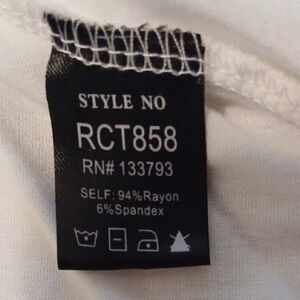 STYLE NO
RCT858
RN# 133793
SELF: 94%Rayon
6%Spandex